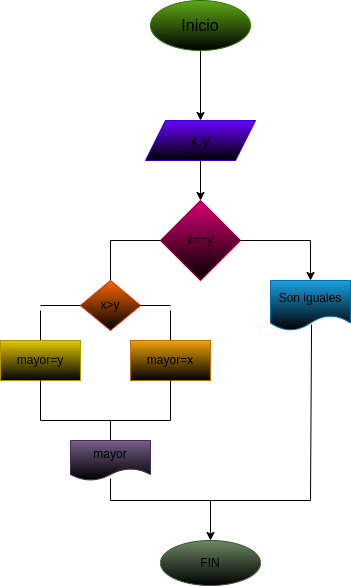 Inicio
x,y
x==y
x>y
Son iguales
mayor=y
mayor=x
mayor
FIN